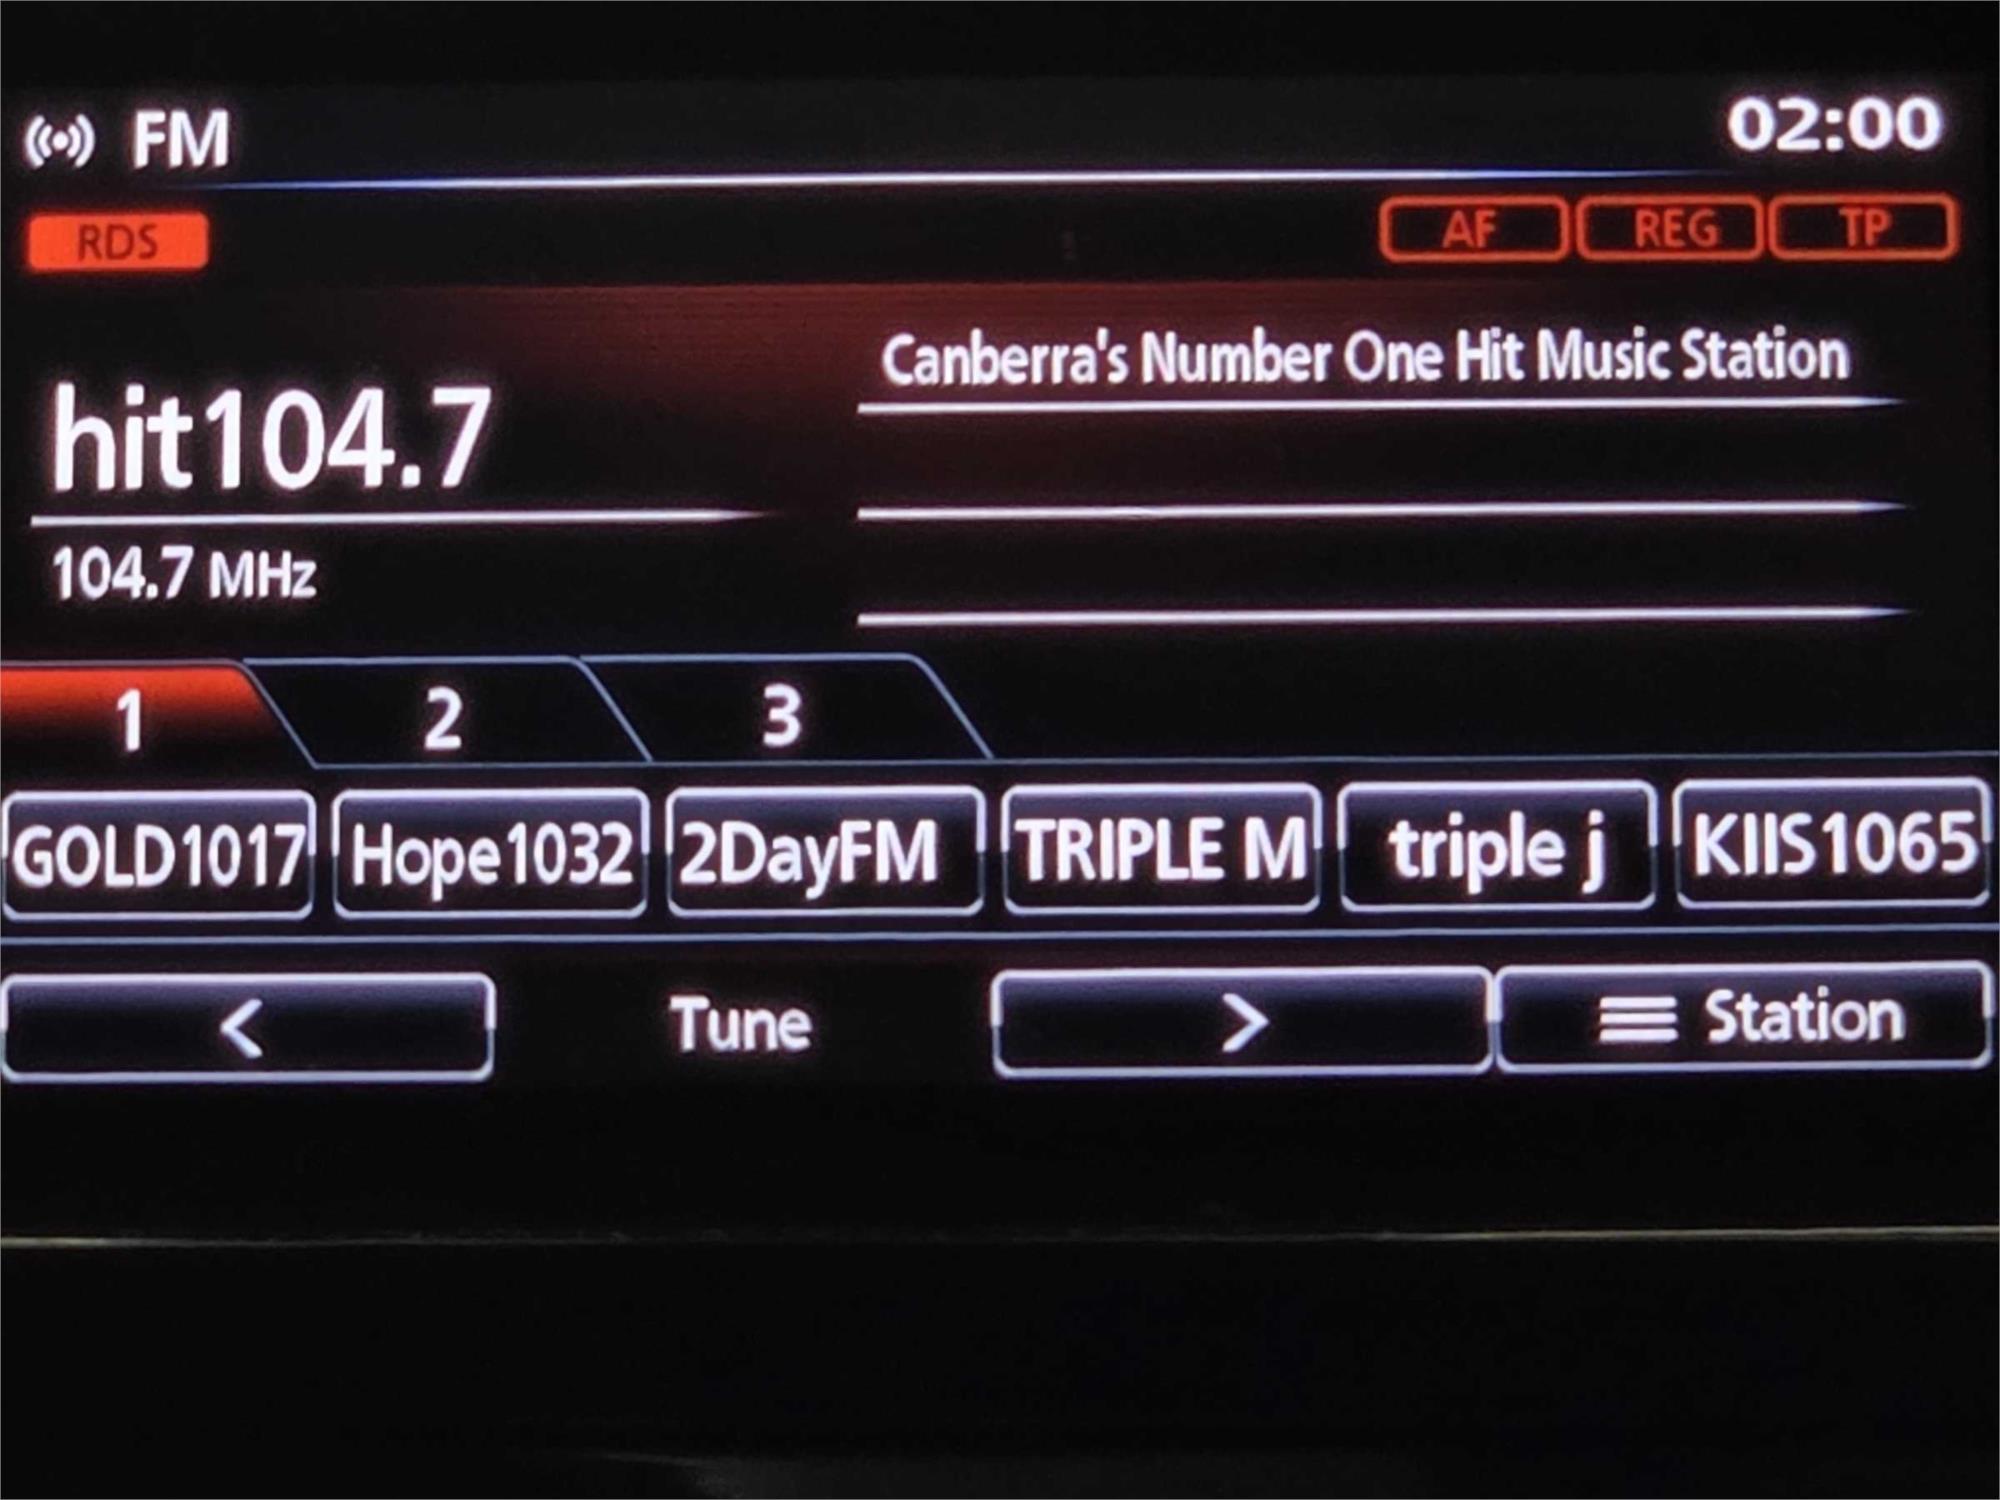 FM
02:00
RDS
AF REG TP
Canberra's Number One Hit Music Station
hit104.7
104.7 MHz
1 2 3
GOLD1017 Hope1032 2DayFM TRIPLE M triple j KIIS1065
< Tune > Station